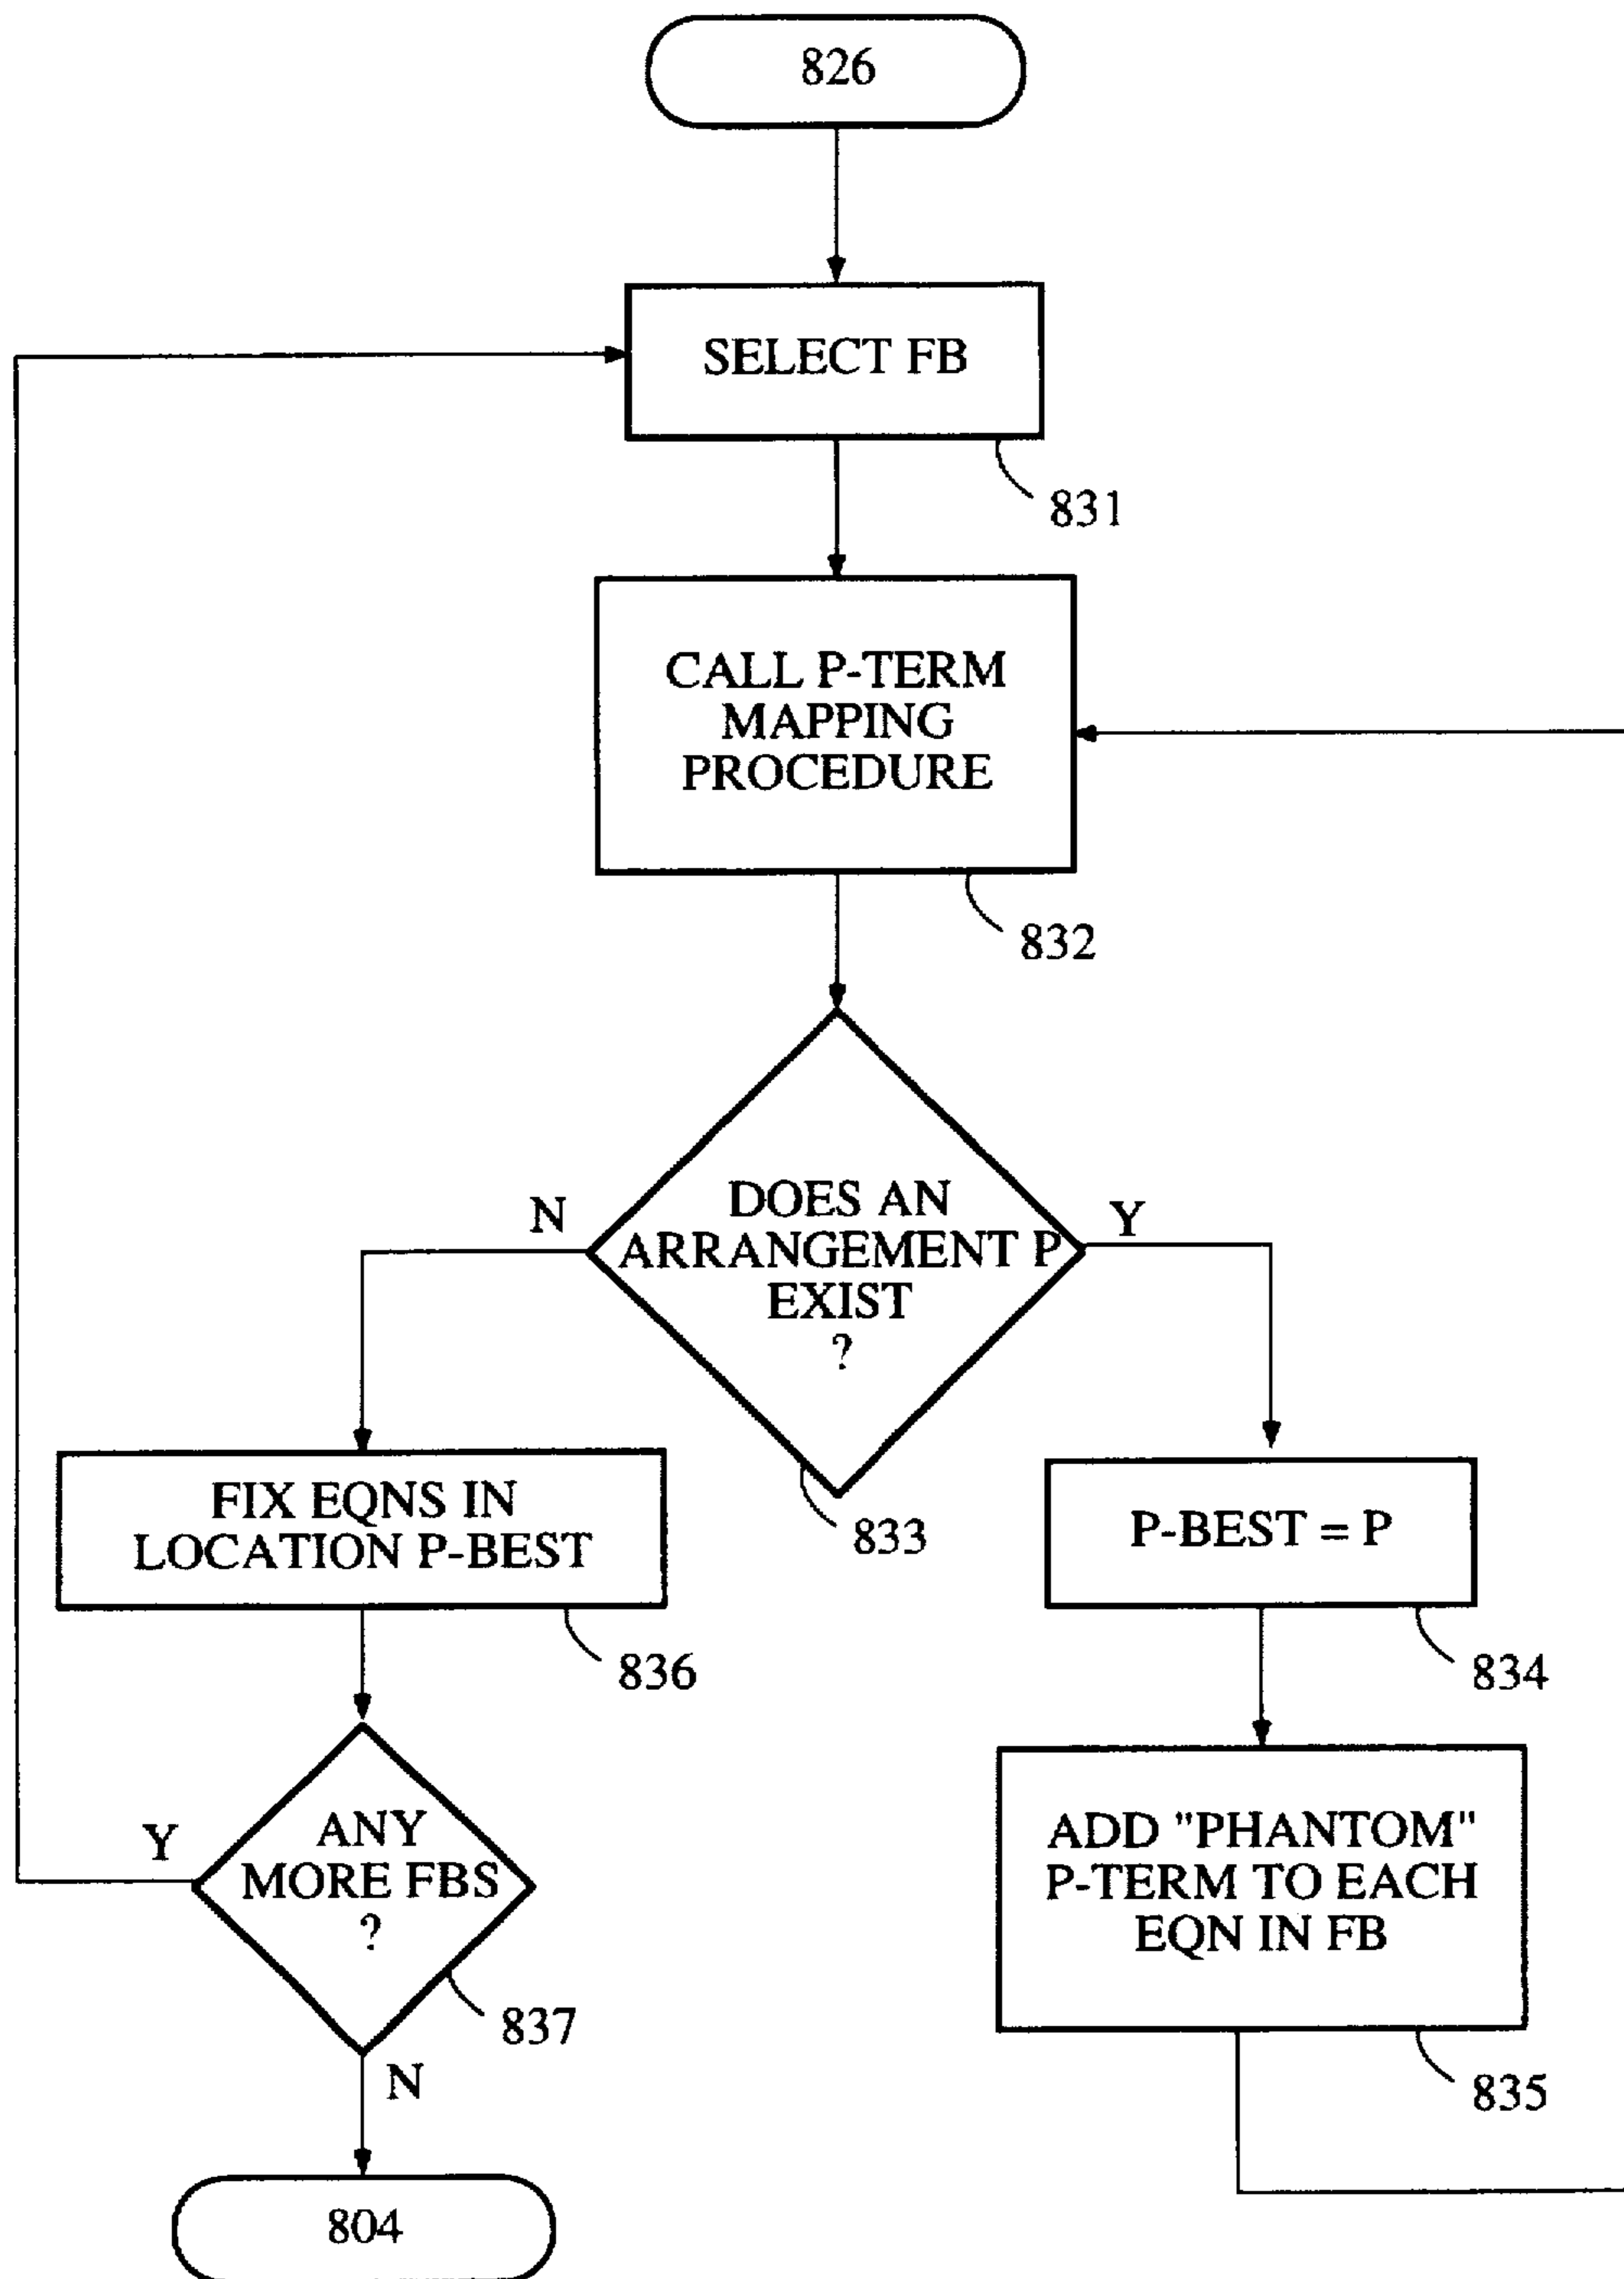 826
SELECT FB
831
CALL P-TERM
MAPPING
PROCEDURE
832
DOES AN
ARRANGEMENT P
EXIST
?
N
Y
833
FIX EQNS IN
LOCATION P-BEST
836
P-BEST = P
834
ANY
MORE FBS
?
Y
837
N
ADD "PHANTOM"
P-TERM TO EACH
EQN IN FB
835
804